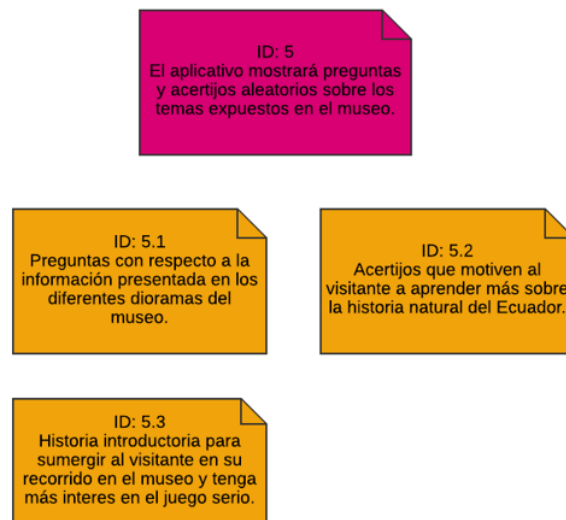 ID: 5
El aplicativo mostrará preguntas
y acertijos aleatorios sobre los
temas expuestos en el museo.
ID: 5.1
Preguntas con respecto a la
información presentada en los
diferentes dioramas del
museo.
ID: 5.2
Acertijos que motiven al
visitante a aprender más sobre
la historia natural del Ecuador.
ID: 5.3
Historia introductoria para
sumergir al visitante en su
recorrido en el museo y tenga
más interes en el juego serio.